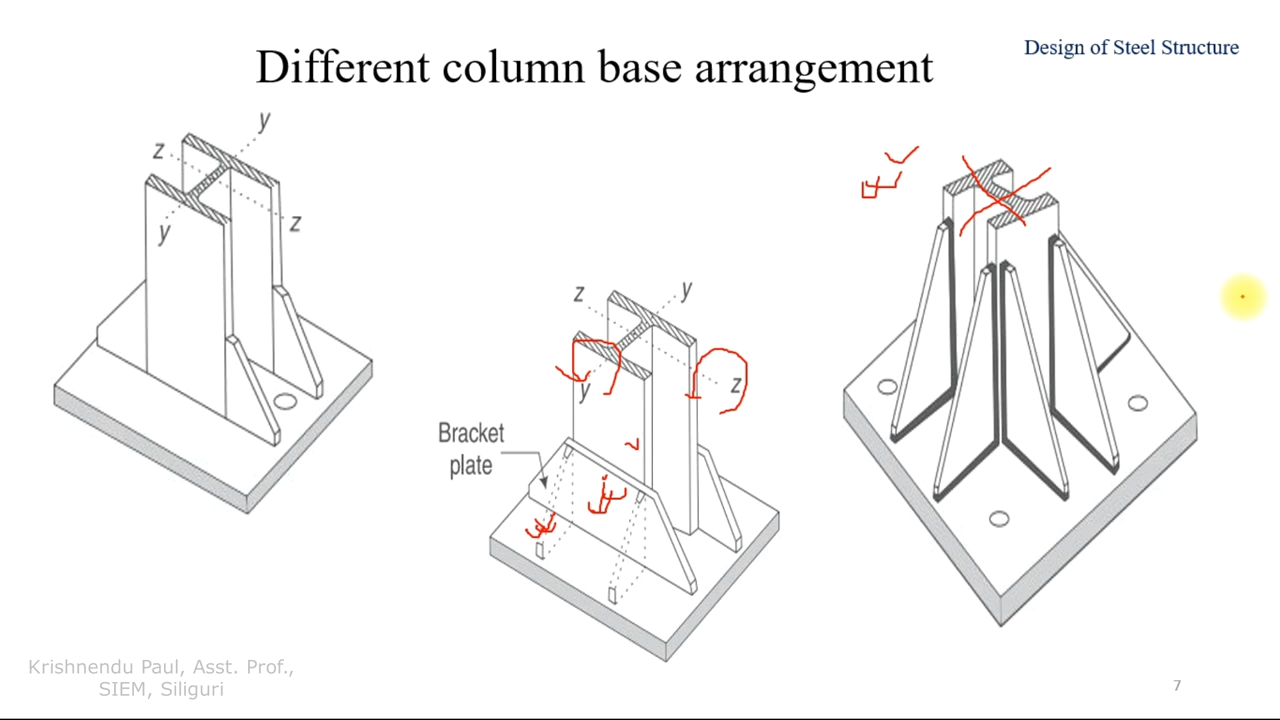 Design of Steel Structure
Different column base arrangement
y
z
z
y
z
y
y
z
Bracket
plate
Krishnendu Paul, Asst. Prof.,
SIEM, Siliguri
7